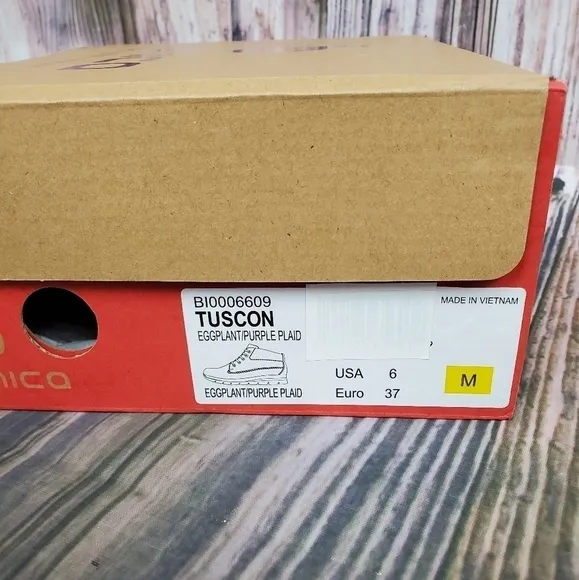 BI0006609
TUSCON
EGGPLANT/PURPLE PLAID
EGGPLANT/PURPLE PLAID
MADE IN VIETNAM
USA 6
Euro 37
M
nica